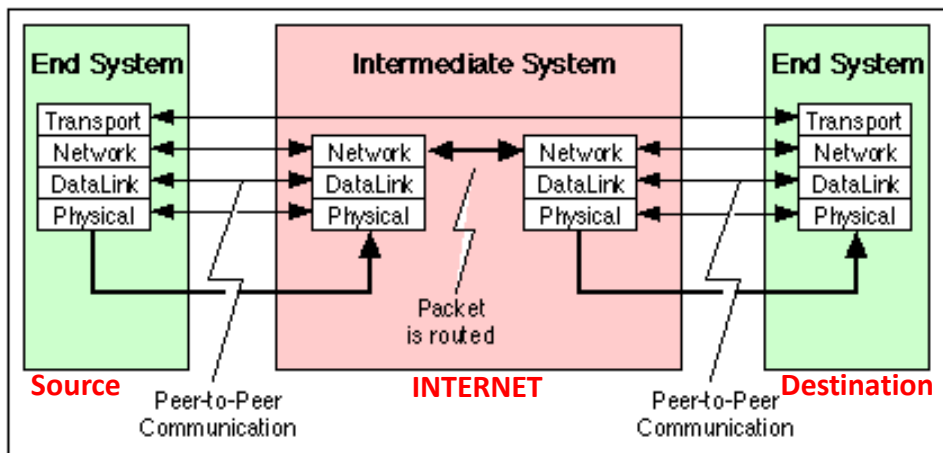 End System
Intermediate System
End System
Transport
Transport
Network
Network
Network
Network
DataLink
DataLink
DataLink
DataLink
Physical
Physical
Physical
Physical
Packet
is routed
Source
INTERNET
Destination
Peer-to-Peer
Communication
Peer-to-Peer
Communication